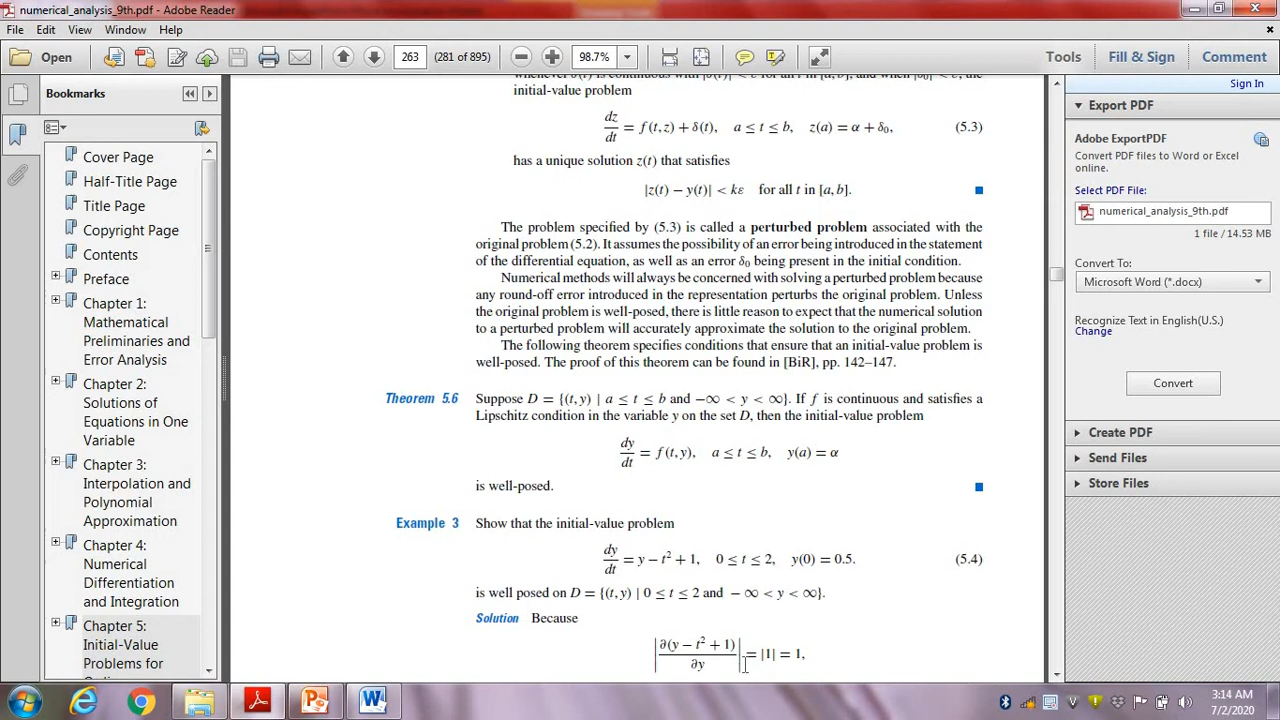 numerical_analysis_9th.pdf - Adobe Reader
File Edit View Window Help
Open 263 (281 of 895) 98.7% Tools Fill & Sign Comment
Sign In
Bookmarks
Cover Page
Half-Title Page
Title Page
Copyright Page
Contents
Preface
Chapter 1:
Mathematical
Preliminaries and
Error Analysis
Chapter 2:
Solutions of
Equations in One
Variable
Chapter 3:
Interpolation and
Polynomial
Approximation
Chapter 4:
Numerical
Differentiation
and Integration
Chapter 5:
Initial-Value
Problems for
whenever δ(t) is continuous with |δ(t)| < ε for all t in [a, b], and when |δ0| < ε, the
initial-value problem
dz/dt = f(t, z) + δ(t), a ≤ t ≤ b, z(a) = α + δ0, (5.3)
has a unique solution z(t) that satisfies
|z(t) − y(t)| < kε for all t in [a, b].
The problem specified by (5.3) is called a perturbed problem associated with the
original problem (5.2). It assumes the possibility of an error being introduced in the statement
of the differential equation, as well as an error δ0 being present in the initial condition.
Numerical methods will always be concerned with solving a perturbed problem because
any round-off error introduced in the representation perturbs the original problem. Unless
the original problem is well-posed, there is little reason to expect that the numerical solution
to a perturbed problem will accurately approximate the solution to the original problem.
The following theorem specifies conditions that ensure that an initial-value problem is
well-posed. The proof of this theorem can be found in [BiR], pp. 142–147.
Theorem 5.6 Suppose D = {(t, y) | a ≤ t ≤ b and −∞ < y < ∞}. If f is continuous and satisfies a
Lipschitz condition in the variable y on the set D, then the initial-value problem
dy/dt = f(t, y), a ≤ t ≤ b, y(a) = α
is well-posed.
Example 3 Show that the initial-value problem
dy/dt = y − t² + 1, 0 ≤ t ≤ 2, y(0) = 0.5. (5.4)
is well posed on D = {(t, y) | 0 ≤ t ≤ 2 and − ∞ < y < ∞}.
Solution Because
|∂(y − t² + 1)/∂y| = |1| = 1,
Export PDF
Adobe ExportPDF
Convert PDF files to Word or Excel
online.
Select PDF File:
numerical_analysis_9th.pdf
1 file / 14.53 MB
Convert To:
Microsoft Word (*.docx)
Recognize Text in English(U.S.)
Change
Convert
Create PDF
Send Files
Store Files
3:14 AM
7/2/2020